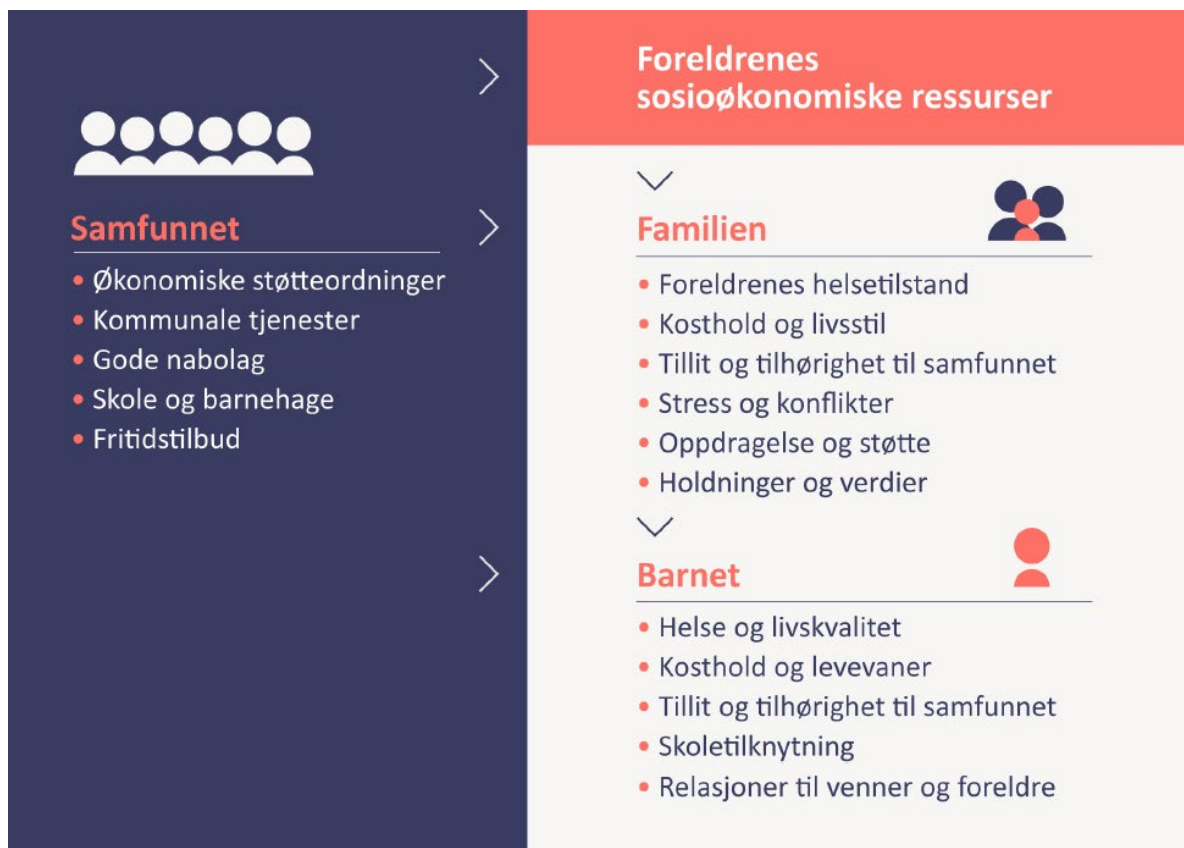 Samfunnet
Økonomiske støtteordninger
Kommunale tjenester
Gode nabolag
Skole og barnehage
Fritidstilbud
Foreldrenes
sosioøkonomiske ressurser
Familien
Foreldrenes helsetilstand
Kosthold og livsstil
Tillit og tilhørighet til samfunnet
Stress og konflikter
Oppdragelse og støtte
Holdninger og verdier
Barnet
Helse og livskvalitet
Kosthold og levevaner
Tillit og tilhørighet til samfunnet
Skoletilknytning
Relasjoner til venner og foreldre